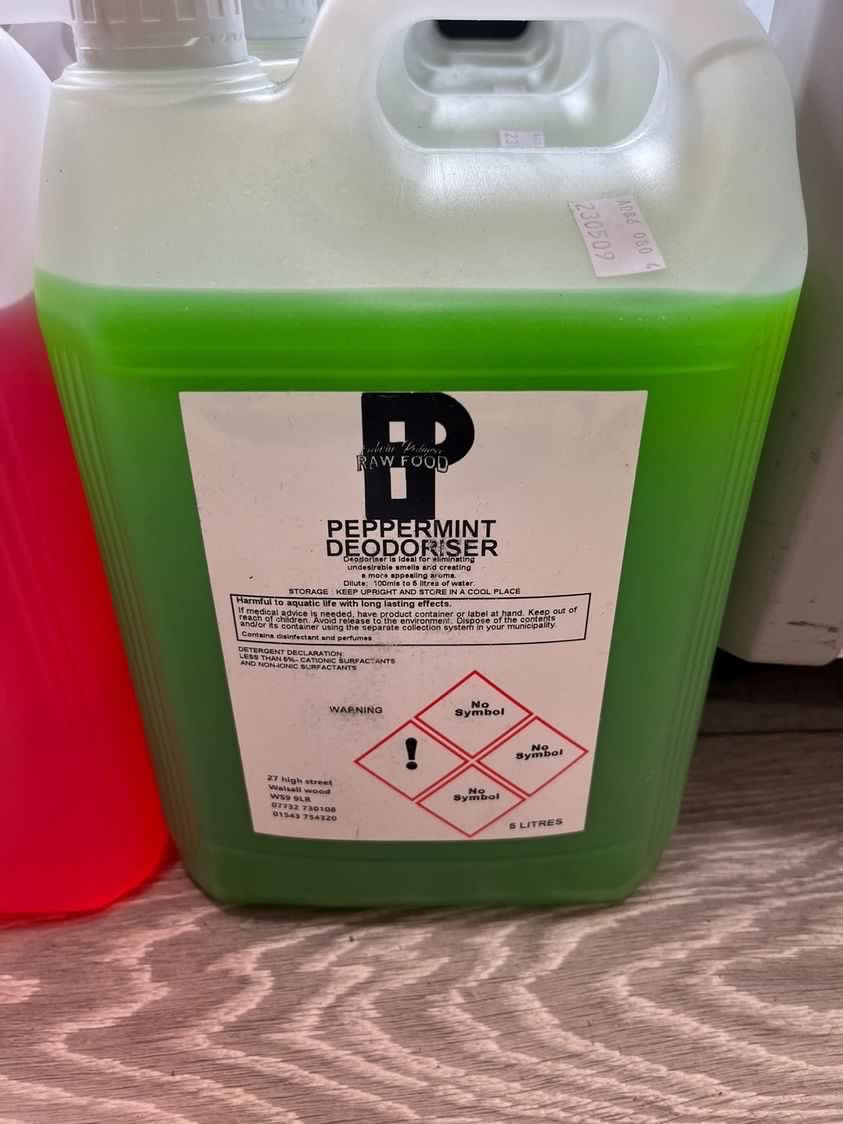 230509
RAW FOOD
PEPPERMINT
DEODORISER
Deodoriser is ideal for eliminating
undesirable smells and creating
a more appealing aroma.
Dilute: 100mls to 5 litres of water.
STORAGE : KEEP UPRIGHT AND STORE IN A COOL PLACE
Harmful to aquatic life with long lasting effects.
If medical advice is needed, have product container or label at hand. Keep out of
reach of children. Avoid release to the environment. Dispose of the contents
and/or its container using the separate collection system in your municipality.
Contains disinfectant and perfumes
DETERGENT DECLARATION:
LESS THAN 5%- CATIONIC SURFACTANTS
AND NON-IONIC SURFACTANTS
WARNING
No
Symbol
!
No
Symbol
No
Symbol
27 high street
Walsall wood
WS9 9LR
07732 730108
01543 754320
5 LITRES